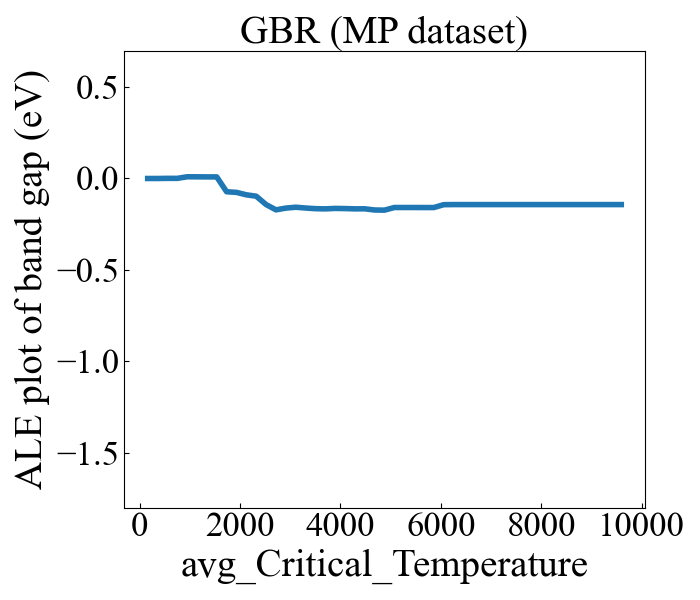 GBR (MP dataset)
ALE plot of band gap (eV)
0.5
0.0
−0.5
−1.0
−1.5
0 2000 4000 6000 8000 10000
avg_Critical_Temperature